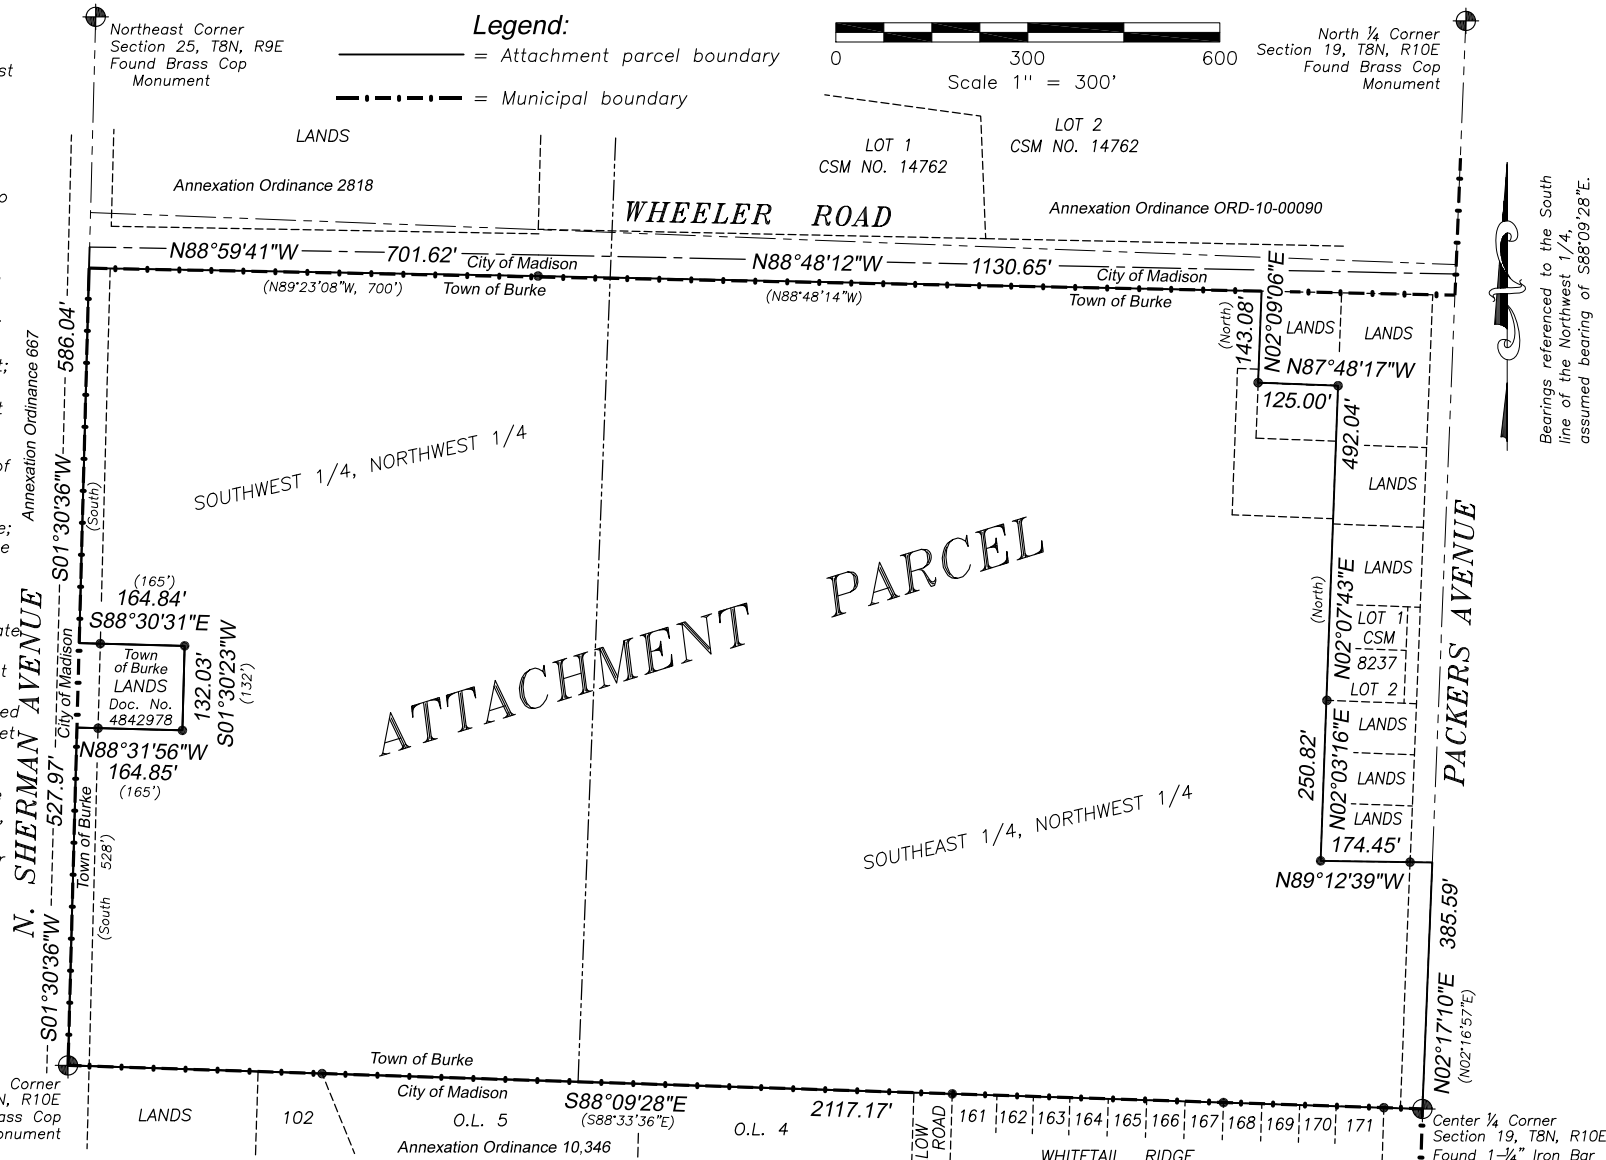 Northeast Corner
Section 25, T8N, R9E
Found Brass Cop
Monument
Legend:
= Attachment parcel boundary
= Municipal boundary
0 300 600
Scale 1" = 300'
North ¼ Corner
Section 19, T8N, R10E
Found Brass Cop
Monument
LANDS
LOT 1
CSM NO. 14762
LOT 2
CSM NO. 14762
Annexation Ordinance 2818
WHEELER ROAD
Annexation Ordinance ORD-10-00090
N88°59'41"W 701.62'
City of Madison
(N89°23'08"W, 700')
Town of Burke
N88°48'12"W 1130.65'
City of Madison
(N88°48'14"W)
Town of Burke
Bearings referenced to the South
line of the Northwest 1/4,
assumed bearing of S88°09'28"E.
(North)
143.08'
N02°09'06"E
LANDS
LANDS
N87°48'17"W
125.00'
492.04'
LANDS
586.04'
Annexation Ordinance 667
S01°30'36"W
(South)
SOUTHWEST 1/4, NORTHWEST 1/4
ATTACHMENT PARCEL
(North)
N02°07'43"E
LANDS
LOT 1
CSM
8237
LOT 2
PACKERS AVENUE
(165')
164.84'
S88°30'31"E
City of Madison
Town
of Burke
LANDS
Doc. No.
4842978
132.03'
S01°30'23"W
(132')
N88°31'56"W
164.85'
(165')
N. SHERMAN AVENUE
527.97'
Town of Burke
(South 528')
S01°30'36"W
SOUTHEAST 1/4, NORTHWEST 1/4
250.82'
N02°03'16"E
LANDS
LANDS
LANDS
174.45'
N89°12'39"W
385.59'
N02°17'10"E
(N02°16'57"E)
Town of Burke
City of Madison
S88°09'28"E
(S88°33'36"E)
2117.17'
Corner
N, R10E
ass Cop
onument
LANDS
102
O.L. 5
Annexation Ordinance 10,346
O.L. 4
LOW
ROAD
161 162 163 164 165 166 167 168 169 170 171
WHITETAIL RIDGE
Center ¼ Corner
Section 19, T8N, R10E
Found 1-¼" Iron Bar